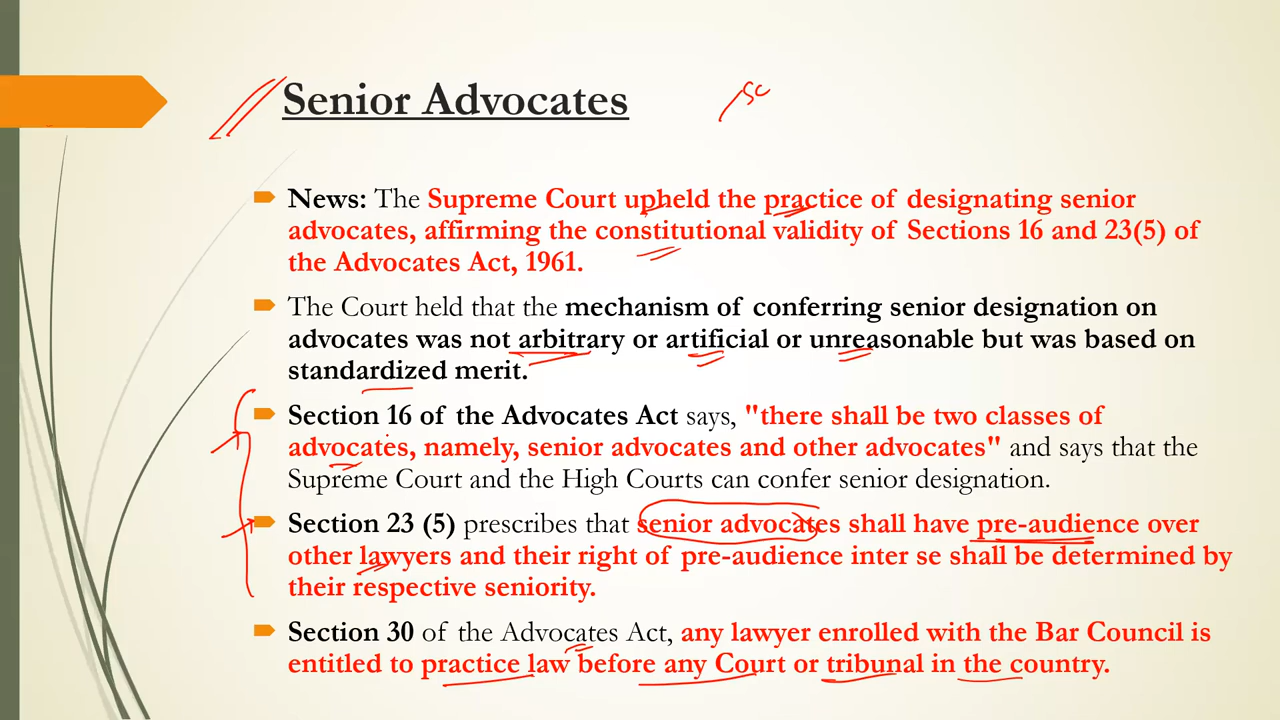 Senior Advocates
SC
News: The Supreme Court upheld the practice of designating senior
advocates, affirming the constitutional validity of Sections 16 and 23(5) of
the Advocates Act, 1961.
The Court held that the mechanism of conferring senior designation on
advocates was not arbitrary or artificial or unreasonable but was based on
standardized merit.
Section 16 of the Advocates Act says, "there shall be two classes of
advocates, namely, senior advocates and other advocates" and says that the
Supreme Court and the High Courts can confer senior designation.
Section 23 (5) prescribes that senior advocates shall have pre-audience over
other lawyers and their right of pre-audience inter se shall be determined by
their respective seniority.
Section 30 of the Advocates Act, any lawyer enrolled with the Bar Council is
entitled to practice law before any Court or tribunal in the country.